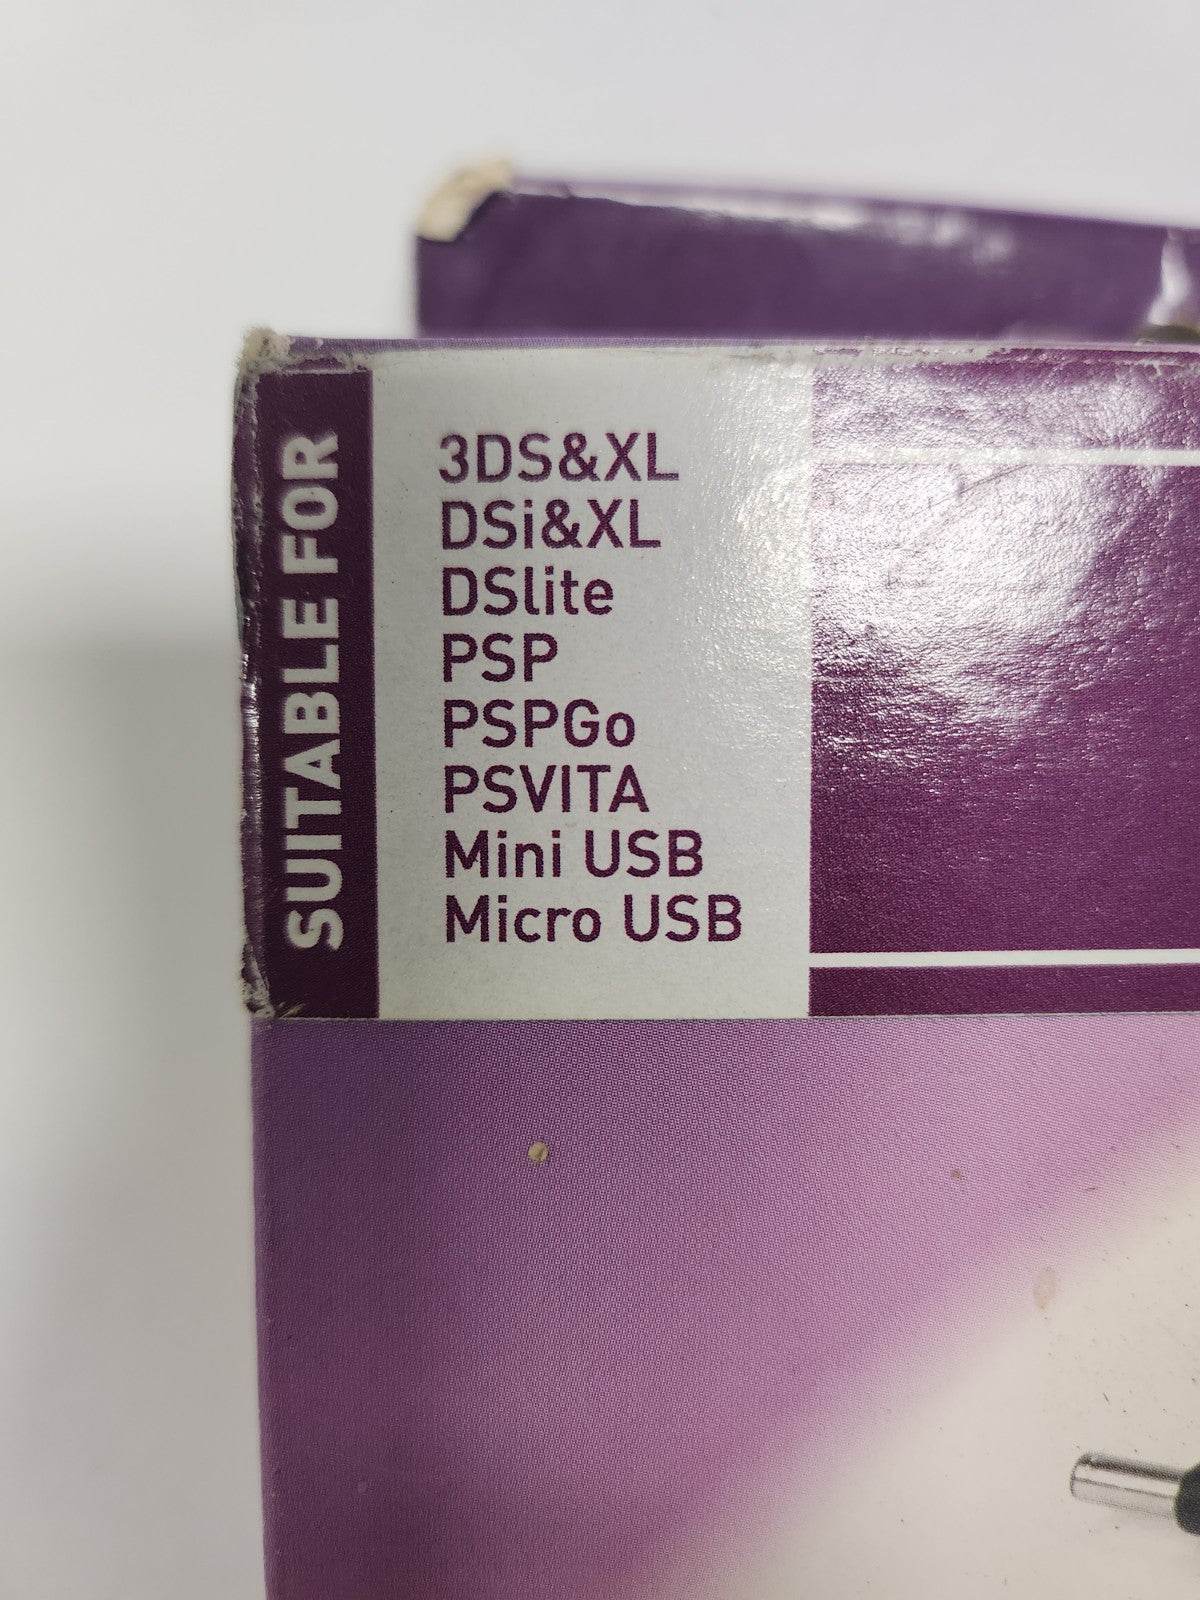 SUITABLE FOR
3DS&XL
DSi&XL
DSlite
PSP
PSPGo
PSVITA
Mini USB
Micro USB